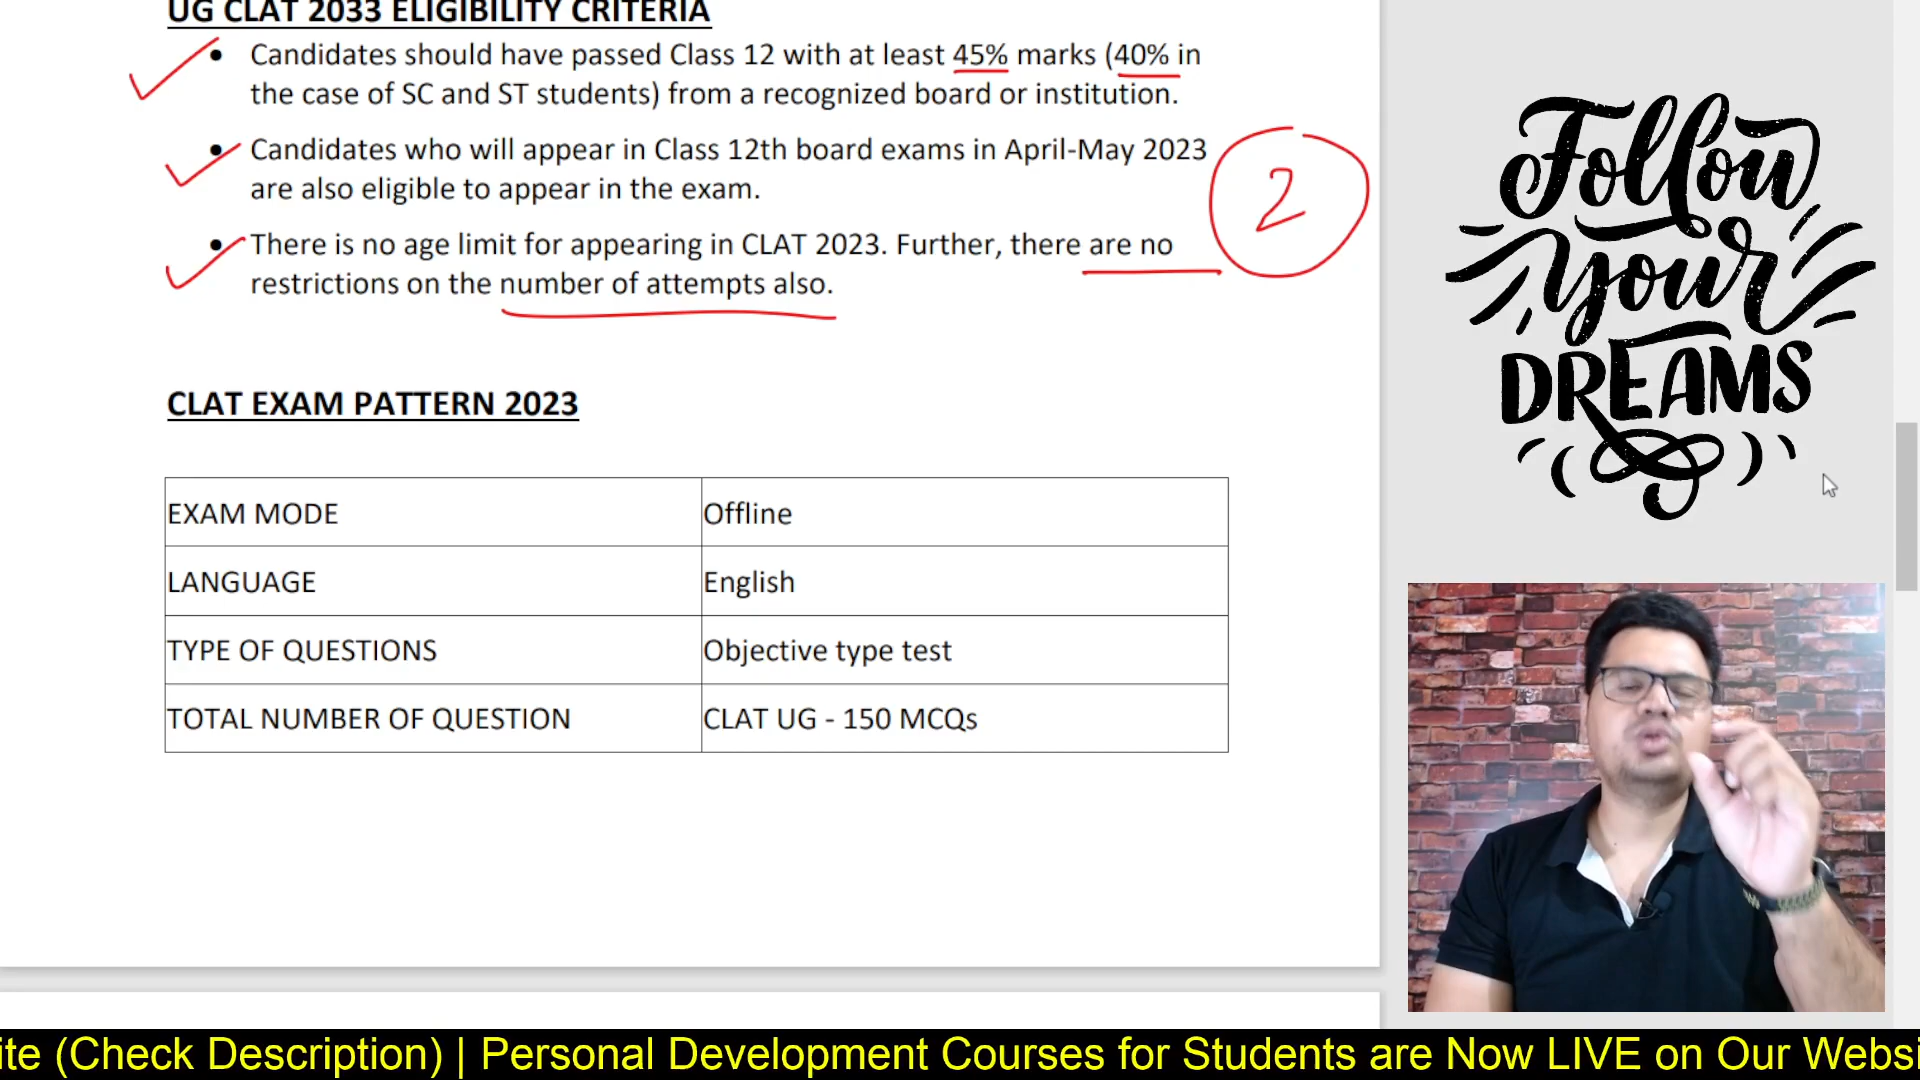 UG CLAT 2033 ELIGIBILITY CRITERIA
• Candidates should have passed Class 12 with at least 45% marks (40% in
the case of SC and ST students) from a recognized board or institution.
• Candidates who will appear in Class 12th board exams in April-May 2023
are also eligible to appear in the exam.
• There is no age limit for appearing in CLAT 2023. Further, there are no
restrictions on the number of attempts also.
2
CLAT EXAM PATTERN 2023
EXAM MODE Offline
LANGUAGE English
TYPE OF QUESTIONS Objective type test
TOTAL NUMBER OF QUESTION CLAT UG - 150 MCQs
Follow
Your
DREAMS
ite (Check Description) | Personal Development Courses for Students are Now LIVE on Our Websi